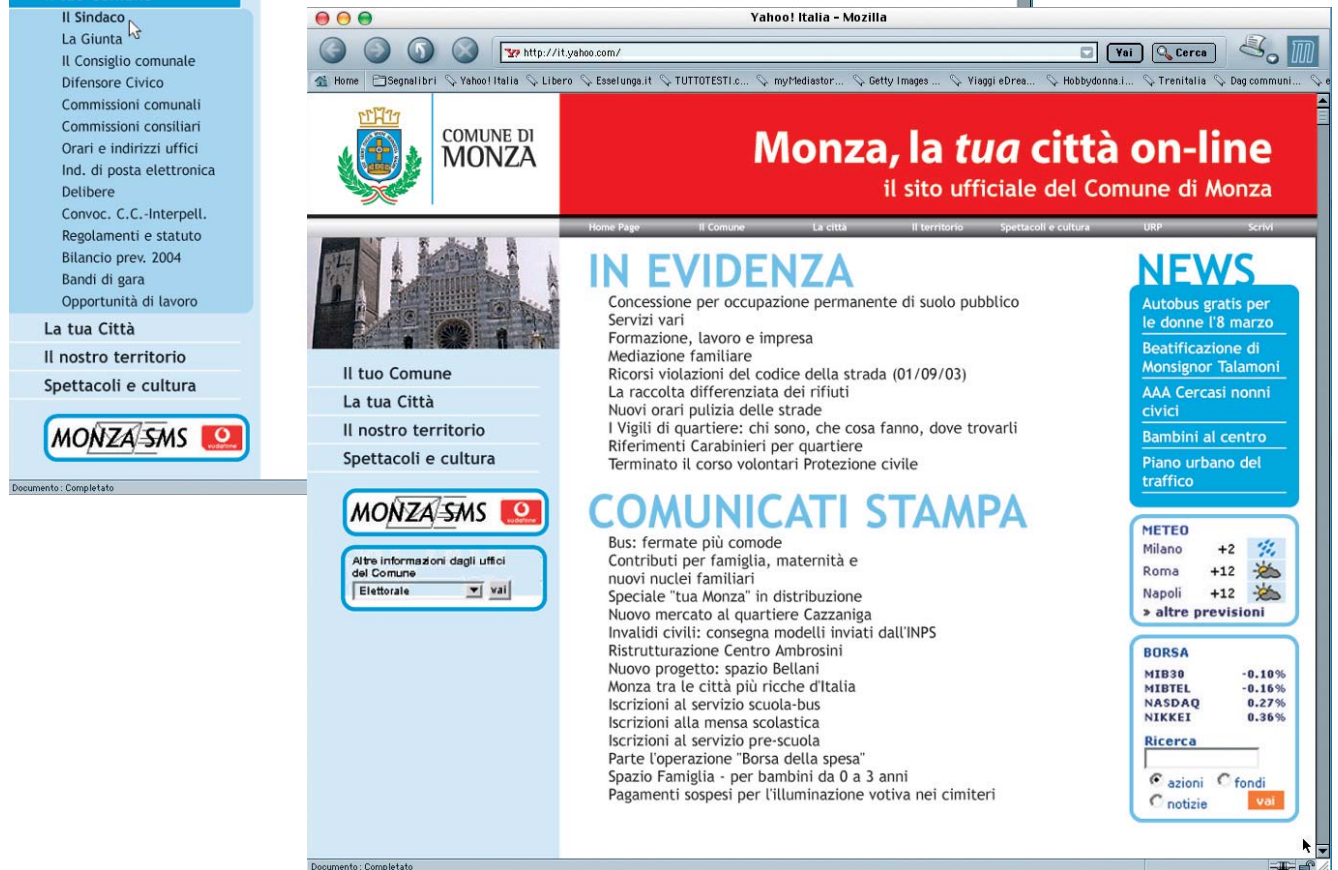 Il Sindaco
La Giunta
Il Consiglio comunale
Difensore Civico
Commissioni comunali
Commissioni consiliari
Orari e indirizzi uffici
Ind. di posta elettronica
Delibere
Convoc. C.C.-Interpell.
Regolamenti e statuto
Bilancio prev. 2004
Bandi di gara
Opportunità di lavoro
La tua Città
Il nostro territorio
Spettacoli e cultura
MONZA SMS vodafone
Documento: Completato
Yahoo! Italia - Mozilla
http://it.yahoo.com/
Vai
Cerca
Home Segnalibri Yahoo! Italia Libero Esselunga.it TUTTOTESTI.c... myMediastor... Getty Images ... Viaggi eDrea... Hobbydonna.i... Trenitalia Dag communi... e
COMUNE DI
MONZA
Monza, la tua città on-line
il sito ufficiale del Comune di Monza
Home Page Il Comune La città Il territorio Spettacoli e cultura URP Scrivi
Il tuo Comune
La tua Città
Il nostro territorio
Spettacoli e cultura
MONZA SMS vodafone
Altre informazioni dagli uffici
del Comune
Elettorale vai
IN EVIDENZA
Concessione per occupazione permanente di suolo pubblico
Servizi vari
Formazione, lavoro e impresa
Mediazione familiare
Ricorsi violazioni del codice della strada (01/09/03)
La raccolta differenziata dei rifiuti
Nuovi orari pulizia delle strade
I Vigili di quartiere: chi sono, che cosa fanno, dove trovarli
Riferimenti Carabinieri per quartiere
Terminato il corso volontari Protezione civile
COMUNICATI STAMPA
Bus: fermate più comode
Contributi per famiglia, maternità e
nuovi nuclei familiari
Speciale "tua Monza" in distribuzione
Nuovo mercato al quartiere Cazzaniga
Invalidi civili: consegna modelli inviati dall'INPS
Ristrutturazione Centro Ambrosini
Nuovo progetto: spazio Bellani
Monza tra le città più ricche d'Italia
Iscrizioni al servizio scuola-bus
Iscrizioni alla mensa scolastica
Iscrizioni al servizio pre-scuola
Parte l'operazione "Borsa della spesa"
Spazio Famiglia - per bambini da 0 a 3 anni
Pagamenti sospesi per l'illuminazione votiva nei cimiteri
NEWS
Autobus gratis per
le donne l'8 marzo
Beatificazione di
Monsignor Talamoni
AAA Cercasi nonni
civici
Bambini al centro
Piano urbano del
traffico
METEO
Milano +2
Roma +12
Napoli +12
» altre previsioni
BORSA
MIB30 -0.10%
MIBTEL -0.16%
NASDAQ 0.27%
NIKKEI 0.36%
Ricerca
azioni fondi
notizie vai
Documento: Completato